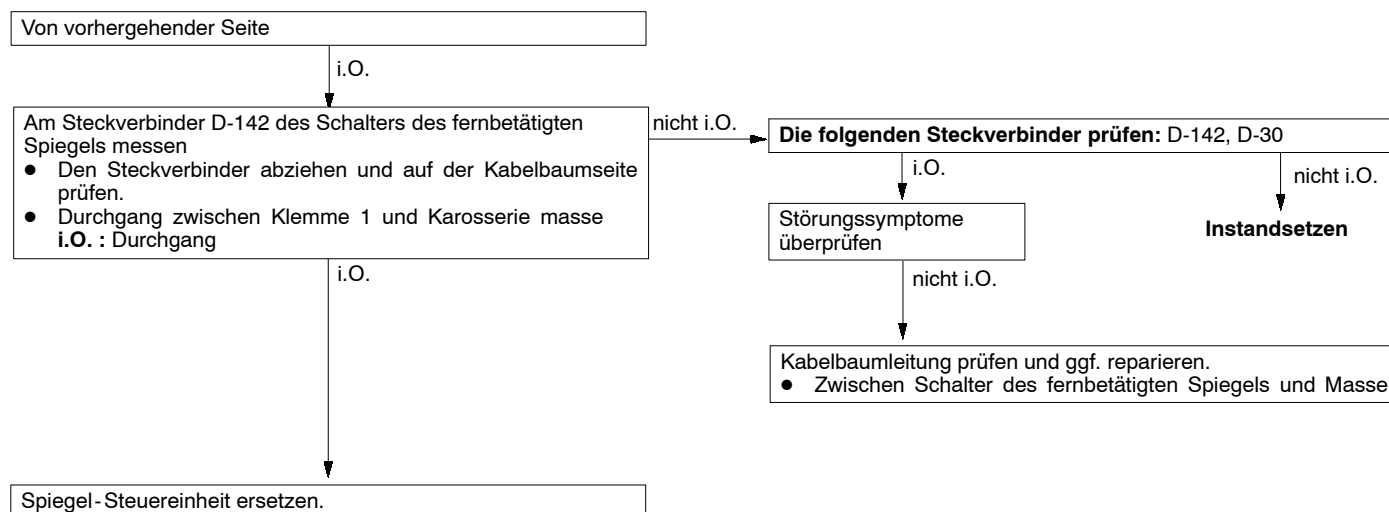 Von vorhergehender Seite
i.O.
Am Steckverbinder D-142 des Schalters des fernbetätigten
Spiegels messen
● Den Steckverbinder abziehen und auf der Kabelbaumseite
prüfen.
● Durchgang zwischen Klemme 1 und Karosserie masse
i.O. : Durchgang
nicht i.O.
Die folgenden Steckverbinder prüfen: D-142, D-30
i.O.
nicht i.O.
Störungssymptome
überprüfen
Instandsetzen
i.O.
nicht i.O.
Kabelbaumleitung prüfen und ggf. reparieren.
● Zwischen Schalter des fernbetätigten Spiegels und Masse
Spiegel-Steuereinheit ersetzen.